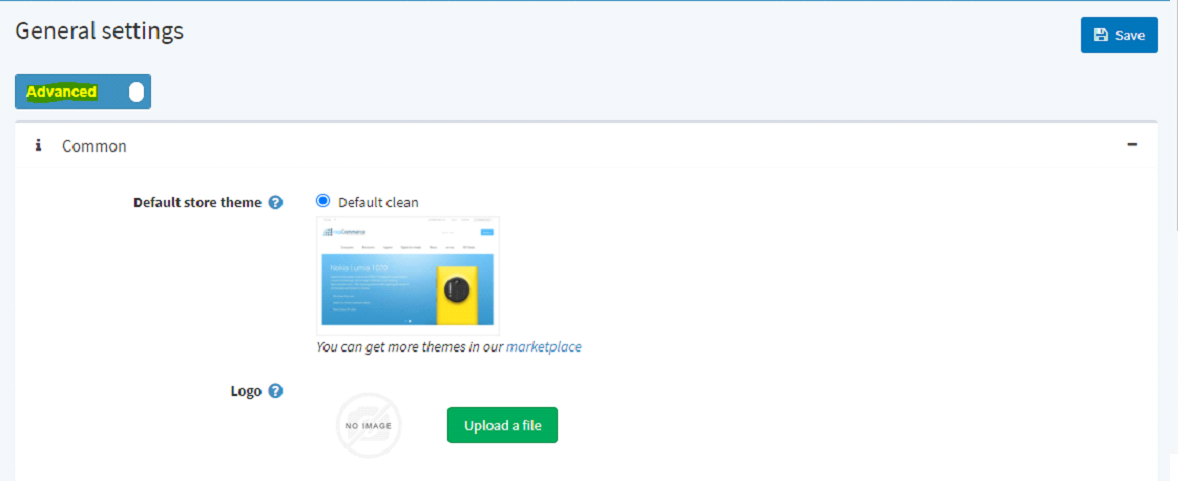 General settings
Save
Advanced
Common
Default store theme
Default clean
Nokia Lumia 1020
You can get more themes in our marketplace
Logo
NO IMAGE
Upload a file